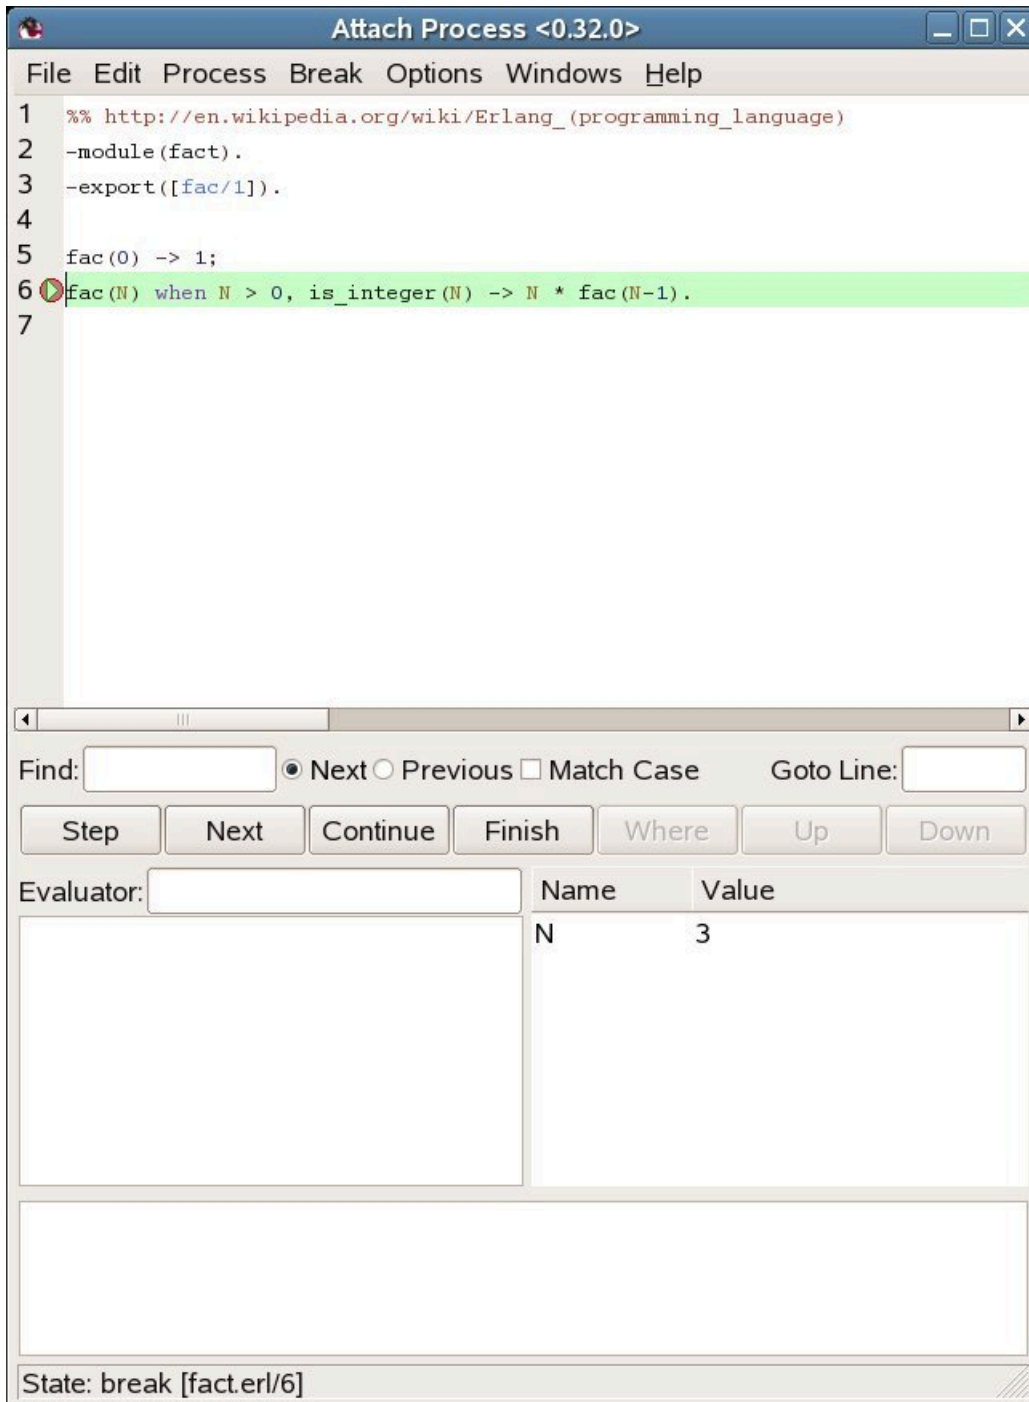 Attach Process <0.32.0>
File Edit Process Break Options Windows Help
1 %% http://en.wikipedia.org/wiki/Erlang_(programming_language)
2 -module(fact).
3 -export([fac/1]).
4
5 fac(0) -> 1;
6 fac(N) when N > 0, is_integer(N) -> N * fac(N-1).
7
Find: Next Previous Match Case Goto Line:
Step Next Continue Finish Where Up Down
Evaluator: Name Value
N 3
State: break [fact.erl/6]